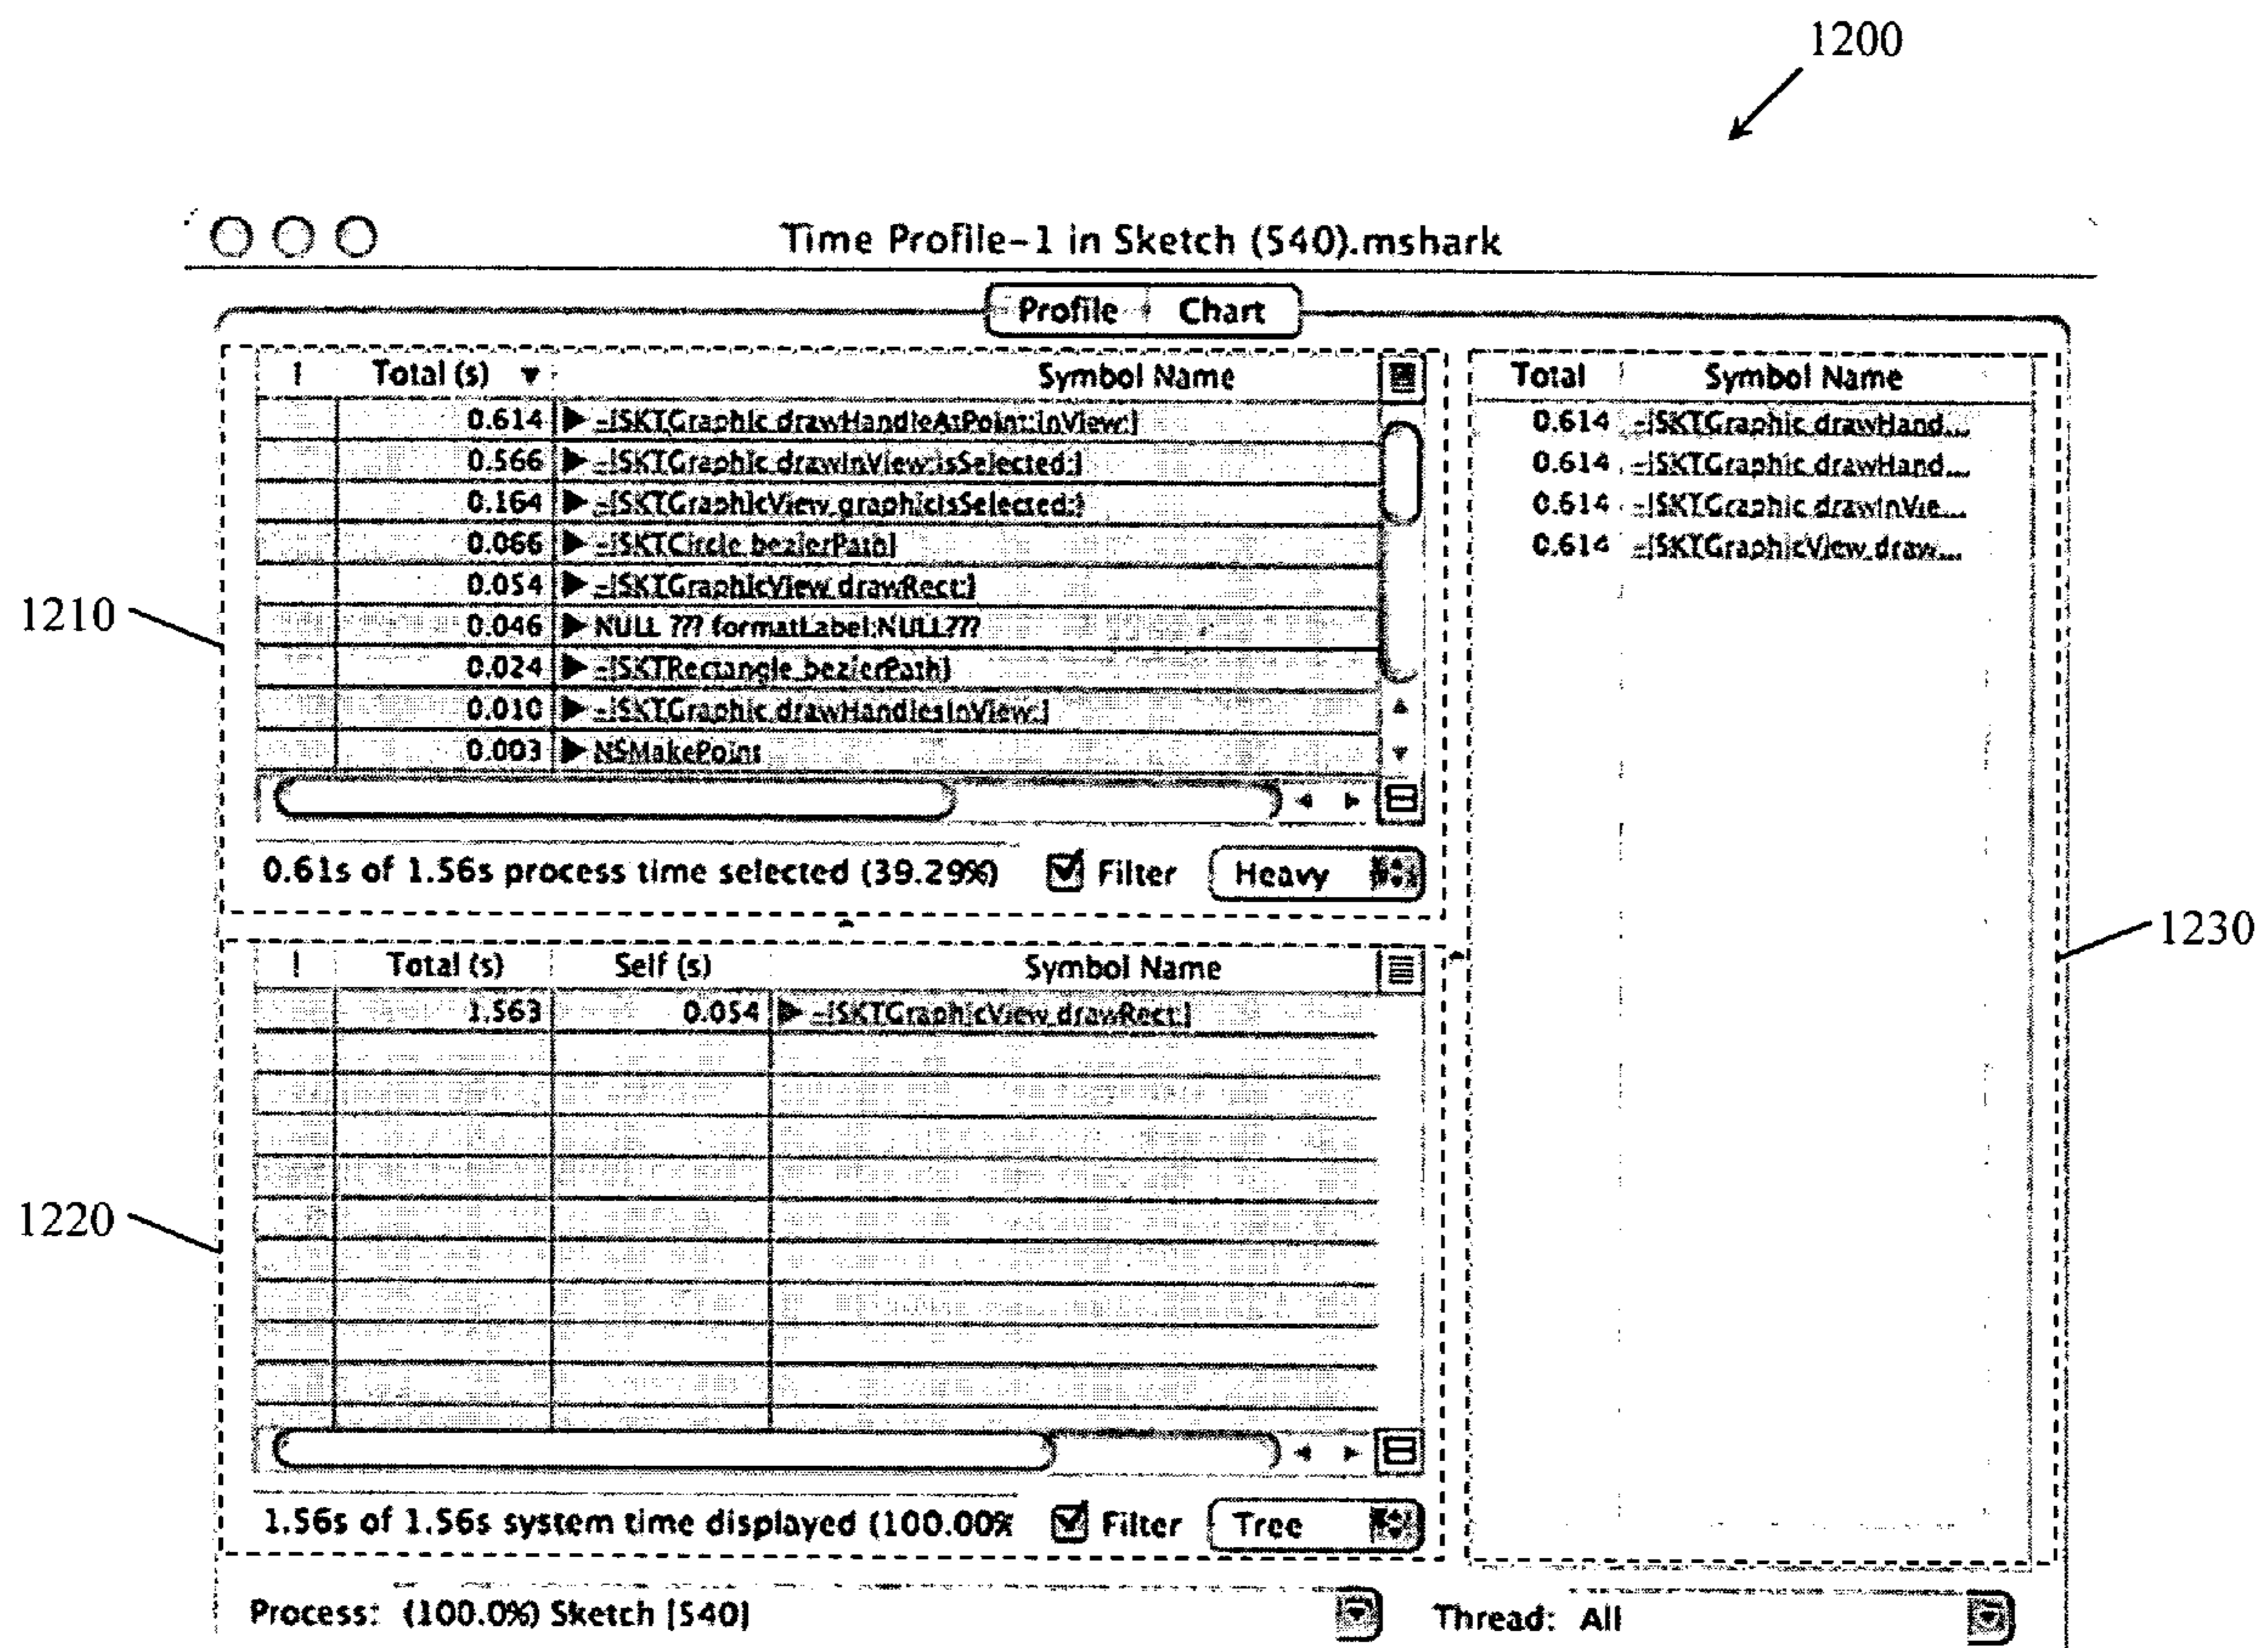 1200
Time Profile-1 in Sketch (540).mshark
Profile Chart
! Total (s) ▼ Symbol Name
0.614 ▶ -[SKTGraphic drawHandleAtPoint:inView:]
0.566 ▶ -[SKTGraphic drawInView:isSelected:]
0.164 ▶ -[SKTGraphicView graphicIsSelected:]
0.066 ▶ -[SKTCircle bezierPath]
0.054 ▶ -[SKTGraphicView drawRect:]
0.046 ▶ NULL ??? formatLabel:NULL???
0.024 ▶ -[SKTRectangle bezierPath]
0.010 ▶ -[SKTGraphic drawHandlesInView:]
0.003 ▶ NSMakePoint
0.61s of 1.56s process time selected (39.29%) Filter Heavy
1210
! Total (s) Self (s) Symbol Name
1.563 0.054 ▶ -[SKTGraphicView drawRect:]
1.56s of 1.56s system time displayed (100.00% Filter Tree
1220
Total Symbol Name
0.614 -[SKTGraphic drawHand...
0.614 -[SKTGraphic drawHand...
0.614 -[SKTGraphic drawInVie...
0.614 -[SKTGraphicView draw...
1230
Process: (100.0%) Sketch [540] Thread: All